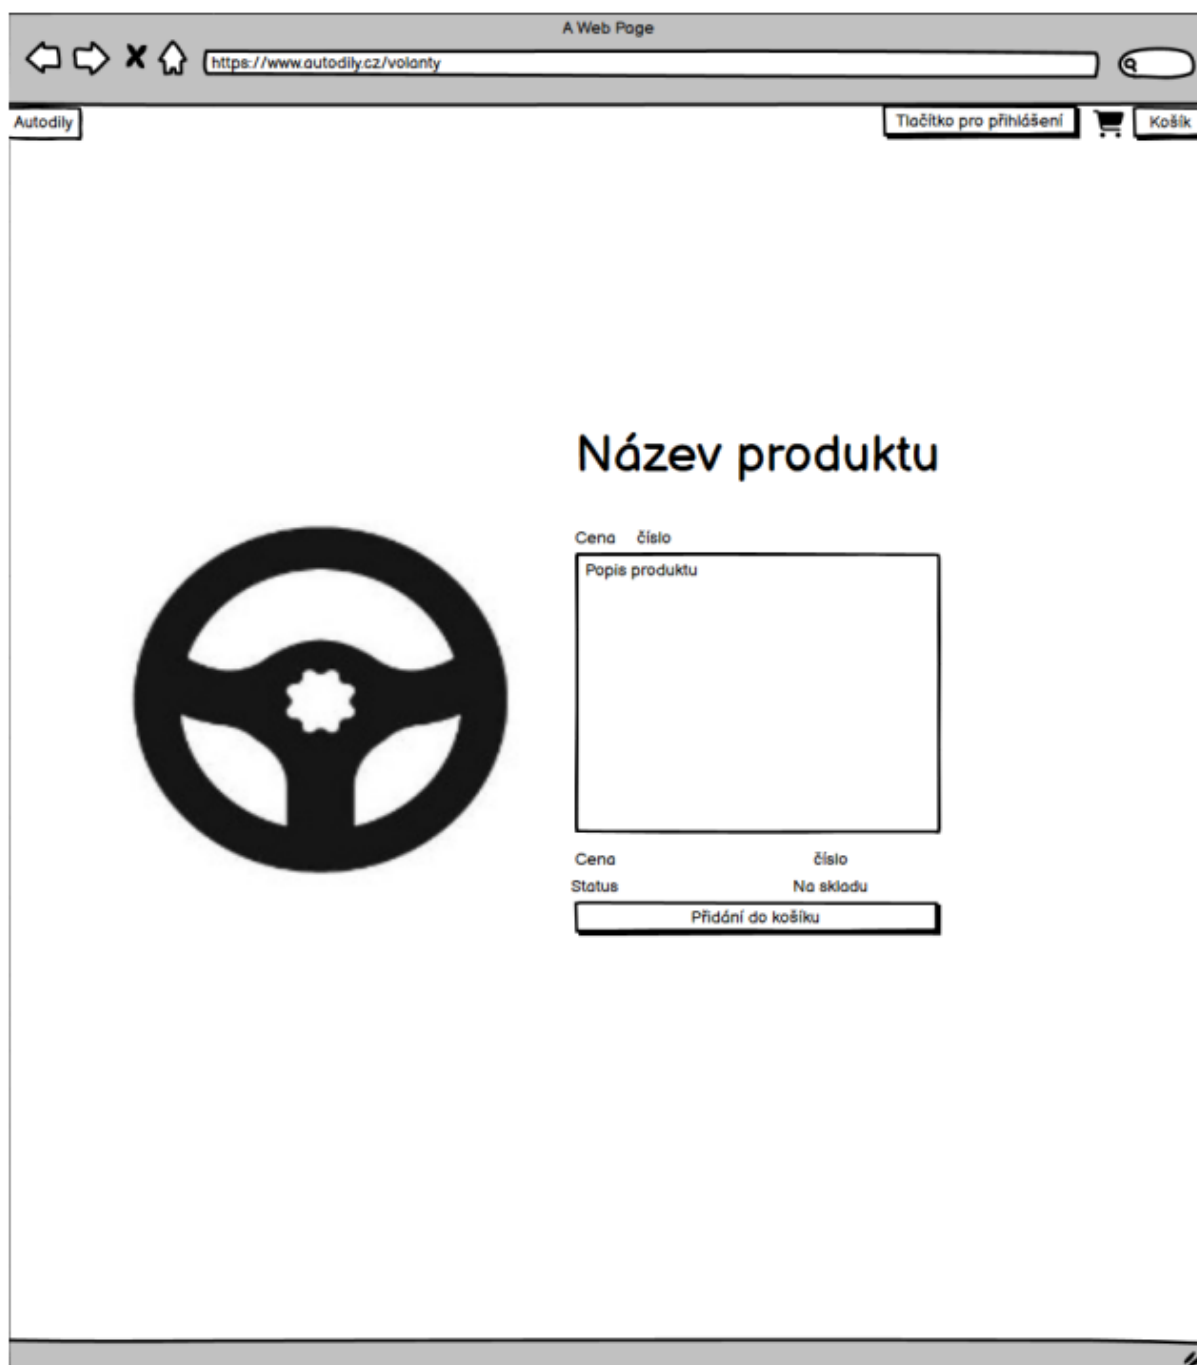 A Web Page
https://www.autodily.cz/volanty
Autodily
Tlačítko pro přihlášení
Košík
Název produktu
Cena číslo
Popis produktu
Cena číslo
Status Na skladu
Přidání do košíku